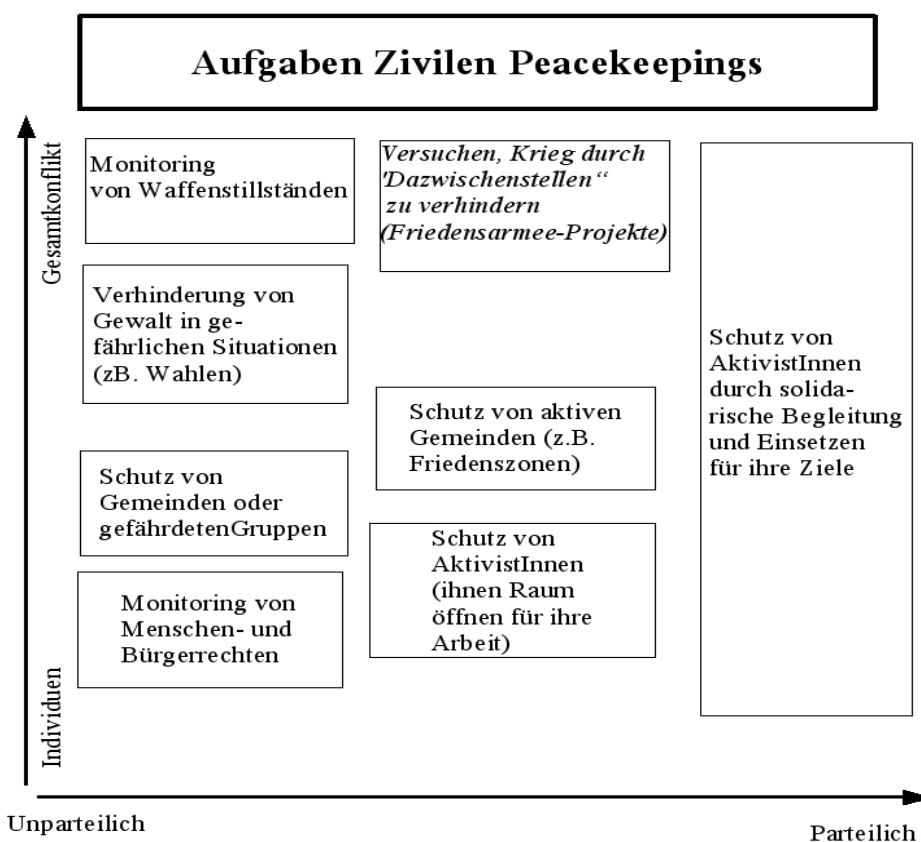 Aufgaben Zivilen Peacekeepings
Gesamtkonflikt
Monitoring
von Waffenstillständen
Versuchen, Krieg durch
'Dazwischenstellen“
zu verhindern
(Friedensarmee-Projekte)
Verhinderung von
Gewalt in ge-
fährlichen Situationen
(zB. Wahlen)
Schutz von aktiven
Gemeinden (z.B.
Friedenszonen)
Schutz von
AktivistInnen
durch solida-
rische Begleitung
und Einsetzen
für ihre Ziele
Schutz von
Gemeinden oder
gefährdetenGruppen
Schutz von
AktivistInnen
(ihnen Raum
öffnen für ihre
Arbeit)
Monitoring von
Menschen- und
Bürgerrechten
Individuen
Unparteilich
Parteilich